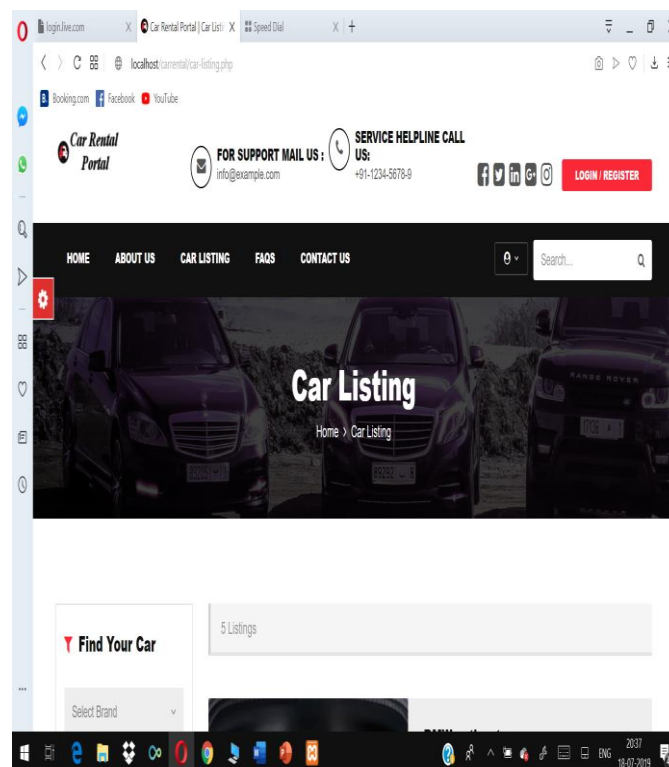 login.live.com
Car Rental Portal | Car Listi
Speed Dial
localhost/carrental/car-listing.php
Booking.com
Facebook
YouTube
Car Rental
Portal
FOR SUPPORT MAIL US :
info@example.com
SERVICE HELPLINE CALL
US:
+91-1234-5678-9
LOGIN / REGISTER
HOME
ABOUT US
CAR LISTING
FAQS
CONTACT US
Search...
RANGE ROVER
Car Listing
Home > Car Listing
5 Listings
Find Your Car
Select Brand
ENG
2037
18-07-2019